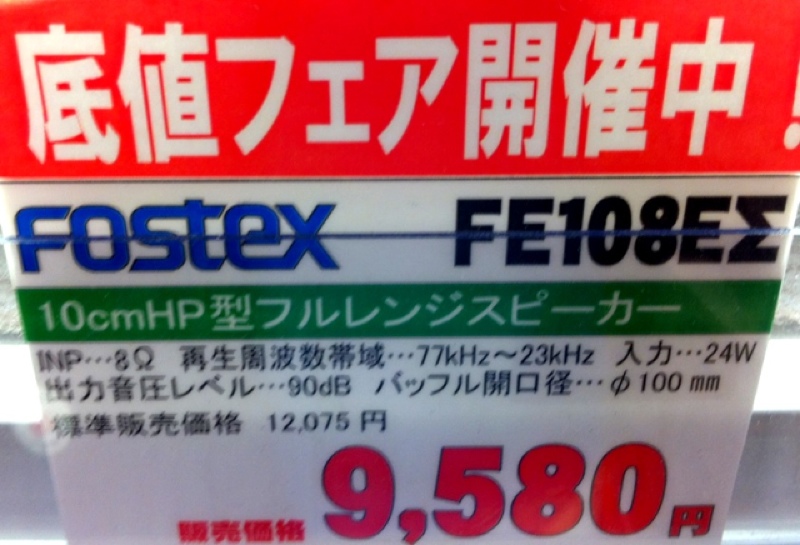 底値フェア開催中!
Fostex FE108EΣ
10cmHP型フルレンジスピーカー
INP…8Ω 再生周波数帯域…77kHz～23kHz 入力…24W
出力音圧レベル…90dB バッフル開口径…φ100㎜
標準販売価格 12,075円
販売価格 9,580円